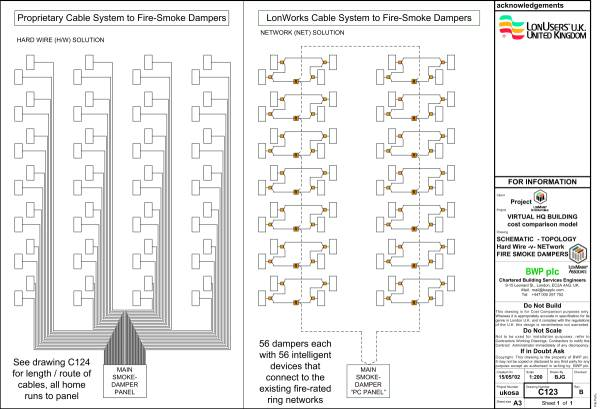 Proprietary Cable System to Fire-Smoke Dampers
HARD WIRE (H/W) SOLUTION
See drawing C124
for length / route of
cables, all home
runs to panel
MAIN
SMOKE-
DAMPER
PANEL
LonWorks Cable System to Fire-Smoke Dampers
NETWORK (NET) SOLUTION
56 dampers each
with 56 intelligent
devices that
connect to the
existing fire-rated
ring networks
MAIN
SMOKE-
DAMPER
"PC PANEL"
acknowledgements
LONUSERS U.K.
UNITED KINGDOM
FOR INFORMATION
Project
VIRTUAL HQ BUILDING
cost comparison model
SCHEMATIC - TOPOLOGY
Hard Wire -v- NETwork
FIRE SMOKE DAMPERS
BWP plc
Chartered Building Services Engineers
Do Not Build
Do Not Scale
If in Doubt Ask
15/05/02
1:200
BJG
Project Number
ukosa
Drawing Number
C123
B
A3
Sheet 1 of 1